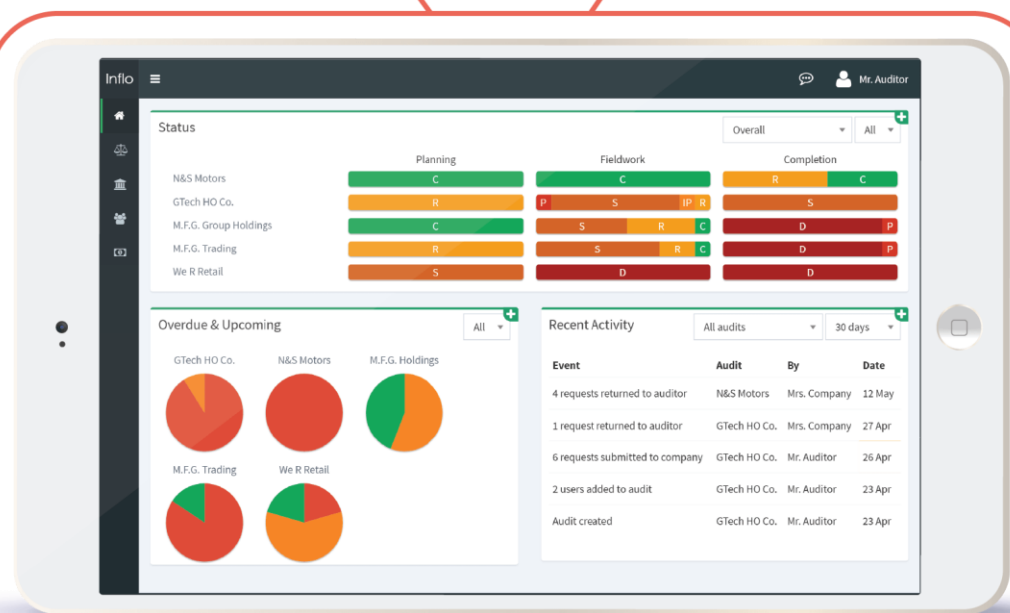 Inflo Mr. Auditor
Status Overall All
Planning Fieldwork Completion
N&S Motors C C R C
GTech HO Co. R P S IP R S
M.F.G. Group Holdings C S R C D P
M.F.G. Trading R S R C D P
We R Retail S D D
Overdue & Upcoming All
GTech HO Co. N&S Motors M.F.G. Holdings
M.F.G. Trading We R Retail
Recent Activity All audits 30 days
Event Audit By Date
4 requests returned to auditor N&S Motors Mrs. Company 12 May
1 request returned to auditor GTech HO Co. Mrs. Company 27 Apr
6 requests submitted to company GTech HO Co. Mr. Auditor 26 Apr
2 users added to audit GTech HO Co. Mr. Auditor 23 Apr
Audit created GTech HO Co. Mr. Auditor 23 Apr